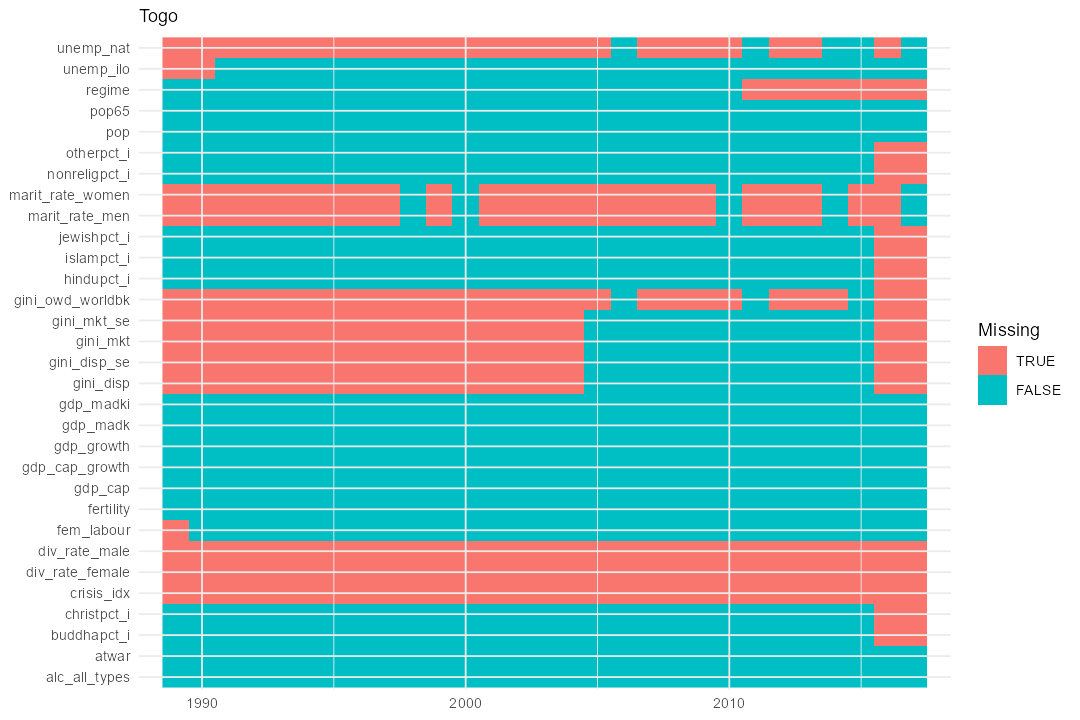 Togo
unemp_nat
unemp_ilo
regime
pop65
pop
otherpct_i
nonreligpct_i
marit_rate_women
marit_rate_men
jewishpct_i
islampct_i
hindupct_i
gini_owd_worldbk
gini_mkt_se
gini_mkt
gini_disp_se
gini_disp
gdp_madki
gdp_madk
gdp_growth
gdp_cap_growth
gdp_cap
fertility
fem_labour
div_rate_male
div_rate_female
crisis_idx
christpct_i
buddhapct_i
atwar
alc_all_types
1990 2000 2010
Missing
TRUE
FALSE